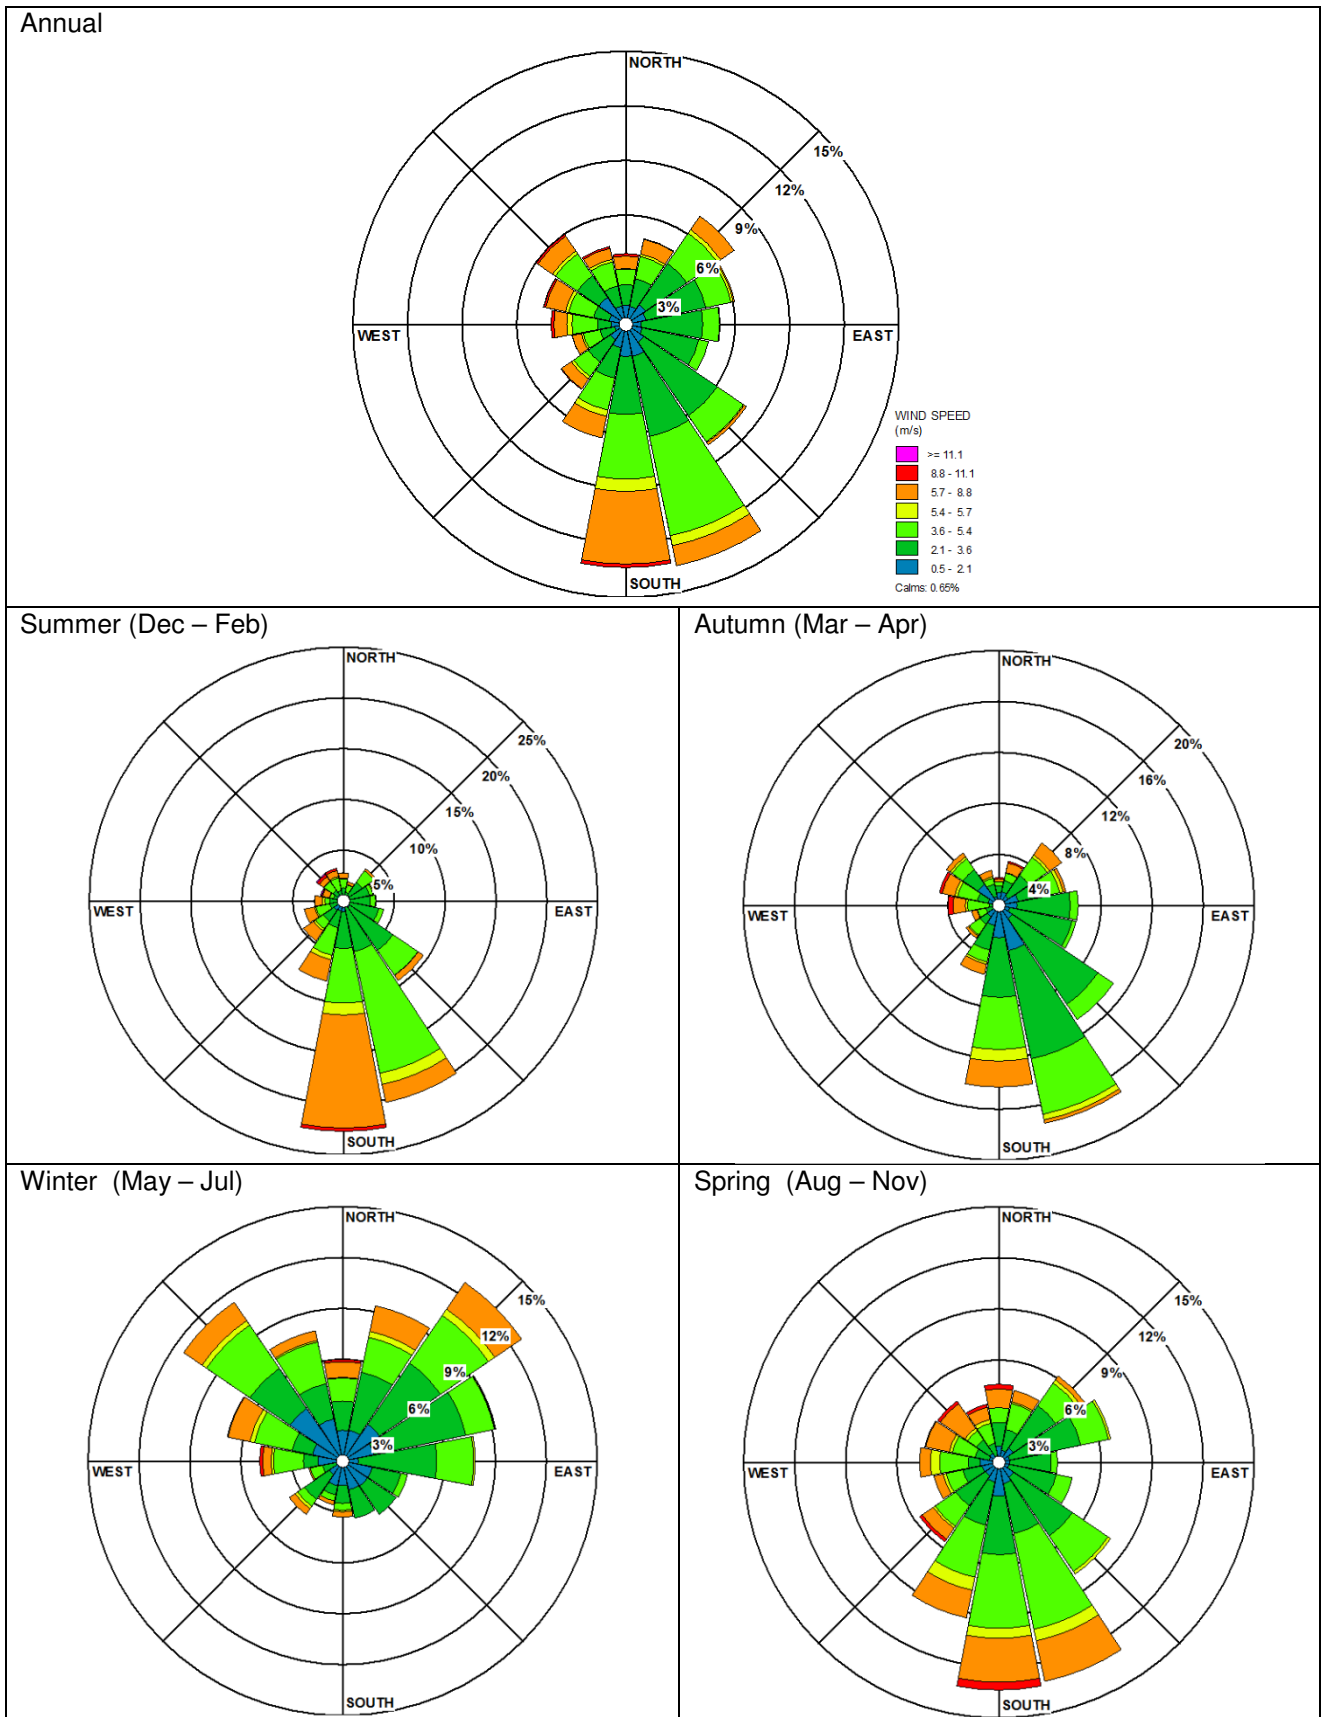 Annual
NORTH
15%
12%
9%
6%
3%
WEST
EAST
WIND SPEED
(m/s)
>= 11.1
8.8 - 11.1
5.7 - 8.8
5.4 - 5.7
3.6 - 5.4
2.1 - 3.6
0.5 - 2.1
Calms: 0.65%
SOUTH
Summer (Dec – Feb)
NORTH
25%
20%
15%
10%
5%
WEST
EAST
SOUTH
Autumn (Mar – Apr)
NORTH
20%
16%
12%
8%
4%
WEST
EAST
SOUTH
Winter (May – Jul)
NORTH
15%
12%
9%
6%
3%
WEST
EAST
SOUTH
Spring (Aug – Nov)
NORTH
15%
12%
9%
6%
3%
WEST
EAST
SOUTH